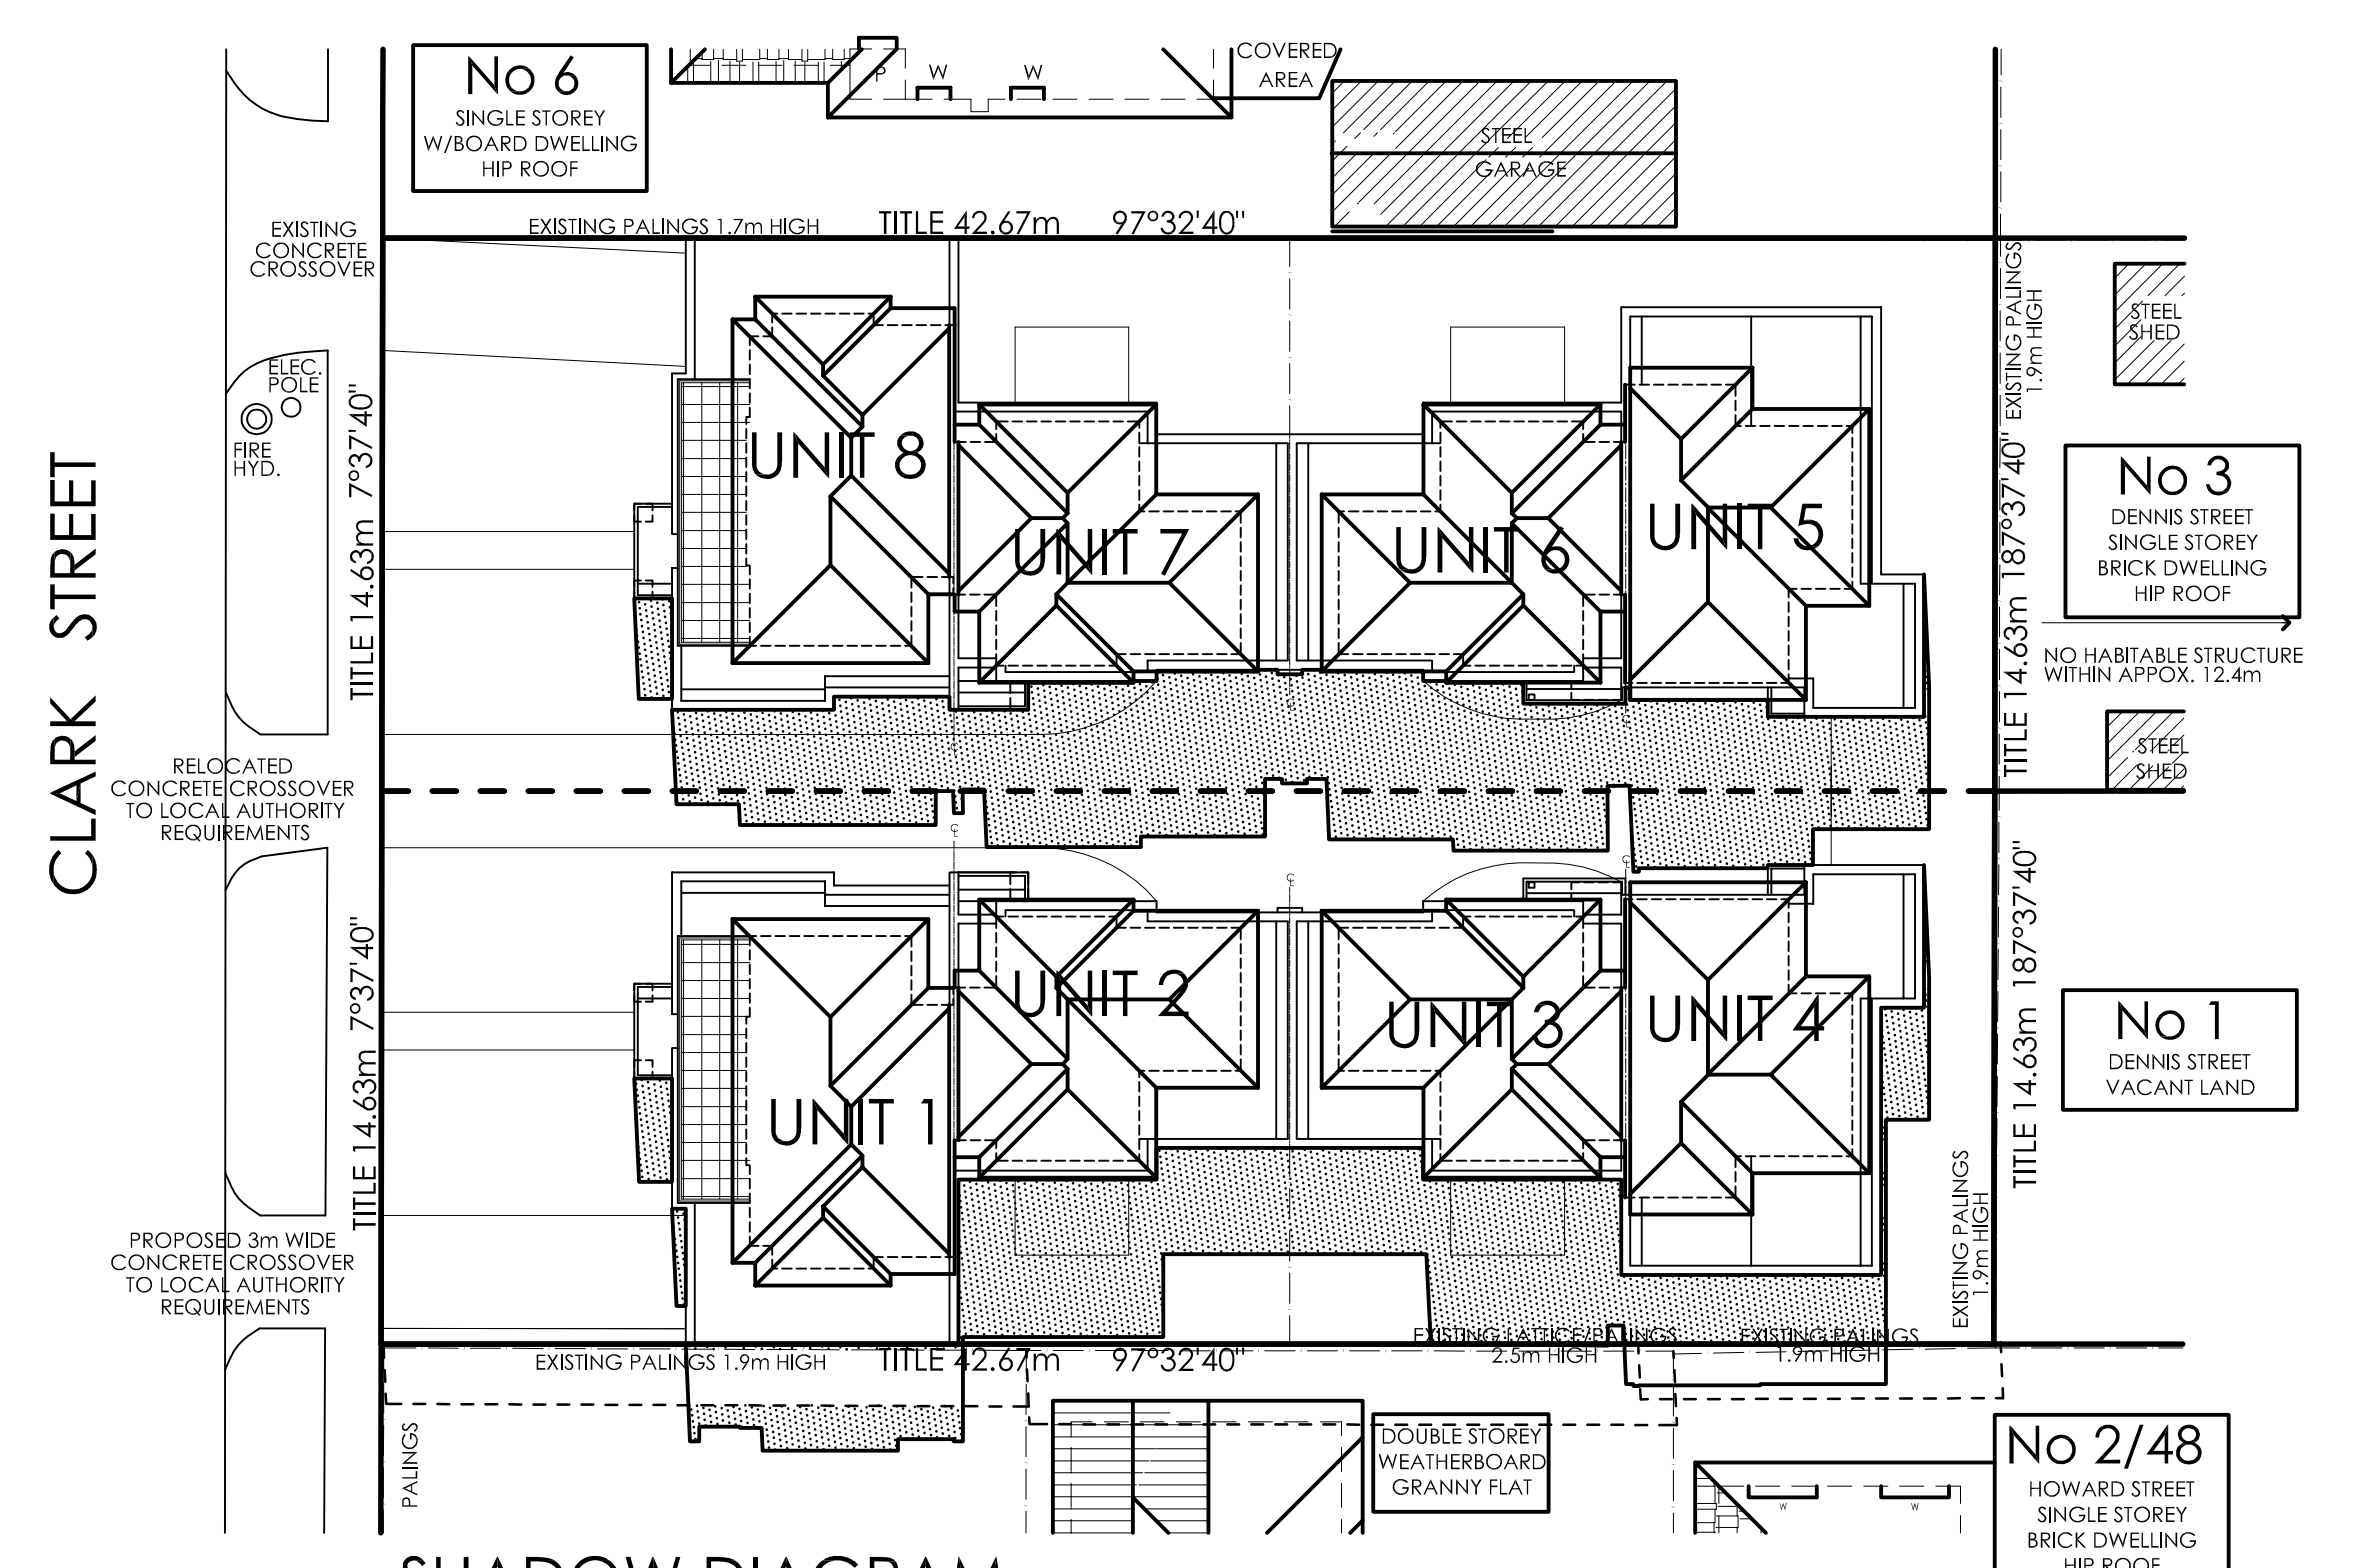 COVERED
AREA
No 6
SINGLE STOREY
W/BOARD DWELLING
HIP ROOF
P
W
W
STEEL
GARAGE
EXISTING PALINGS 1.7m HIGH
TITLE 42.67m 97°32'40"
EXISTING
CONCRETE
CROSSOVER
ELEC.
POLE
FIRE
HYD.
TITLE 14.63m 7°37'40"
CLARK STREET
UNIT 8
UNIT 7
UNIT 6
UNIT 5
EXISTING PALINGS
1.9m HIGH
TITLE 14.63m 187°37'40"
STEEL
SHED
No 3
DENNIS STREET
SINGLE STOREY
BRICK DWELLING
HIP ROOF
NO HABITABLE STRUCTURE
WITHIN APPOX. 12.4m
STEEL
SHED
RELOCATED
CONCRETE CROSSOVER
TO LOCAL AUTHORITY
REQUIREMENTS
TITLE 14.63m 7°37'40"
UNIT 1
UNIT 2
UNIT 3
UNIT 4
TITLE 14.63m 187°37'40"
No 1
DENNIS STREET
VACANT LAND
EXISTING PALINGS
1.9m HIGH
PROPOSED 3m WIDE
CONCRETE CROSSOVER
TO LOCAL AUTHORITY
REQUIREMENTS
EXISTING PALINGS 1.9m HIGH
TITLE 42.67m 97°32'40"
EXISTING LATTICE/PALINGS
2.5m HIGH
EXISTING PALINGS
1.9m HIGH
PALINGS
DOUBLE STOREY
WEATHERBOARD
GRANNY FLAT
W
W
No 2/48
HOWARD STREET
SINGLE STOREY
BRICK DWELLING
HIP ROOF
SHADOW DIAGRAM